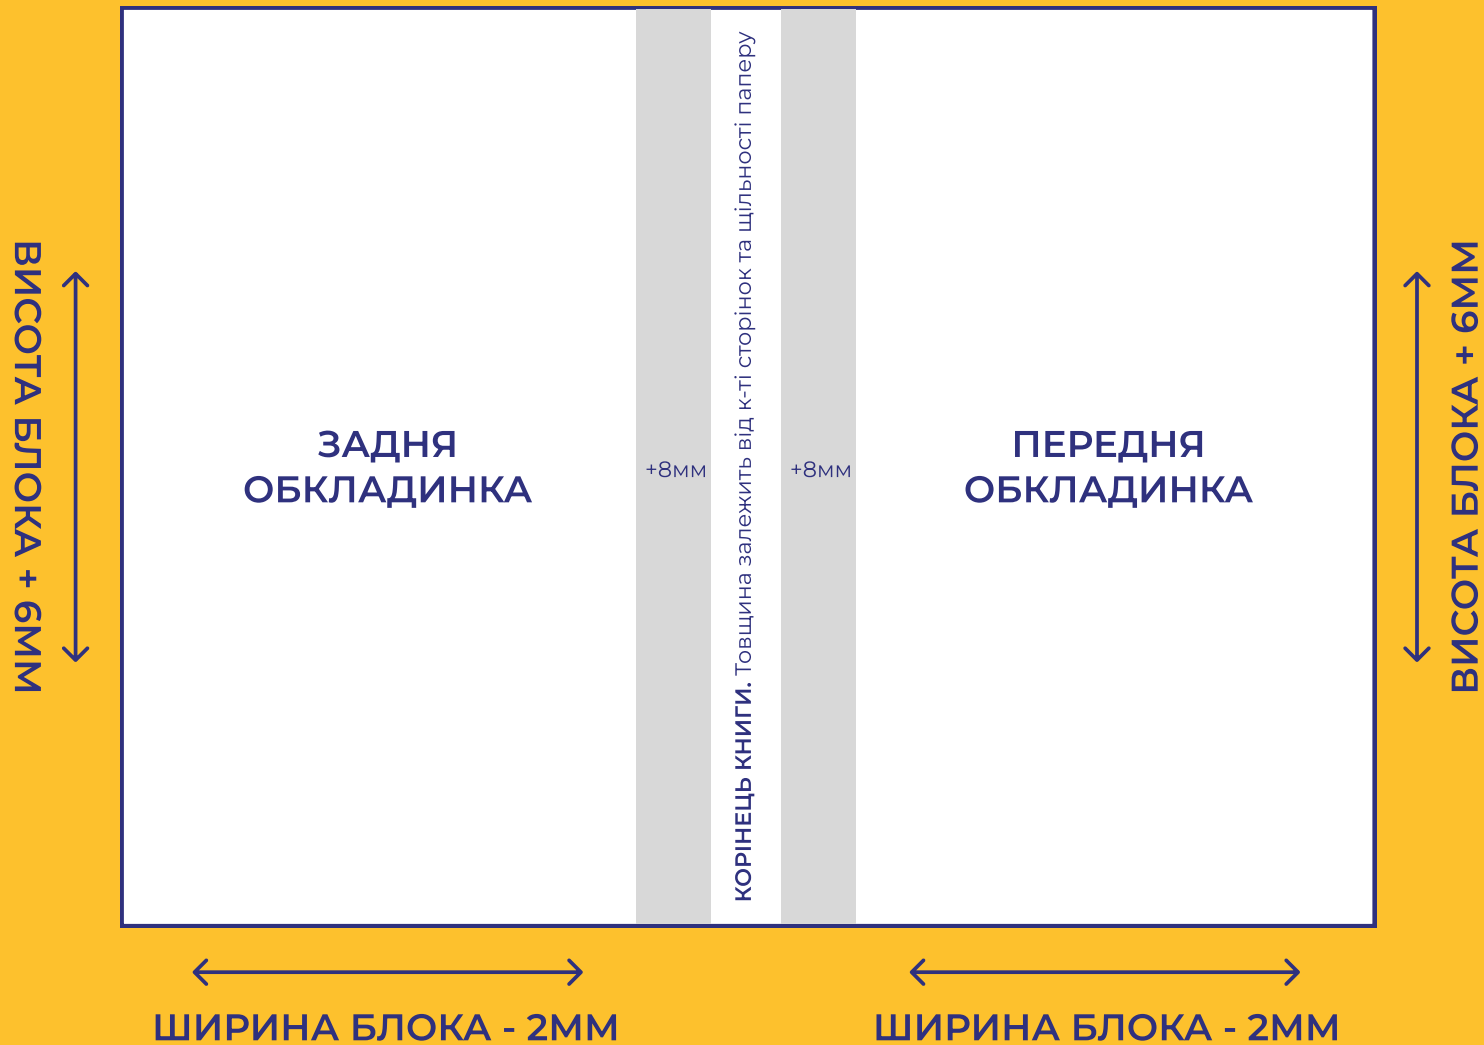 ВИСОТА БЛОКА + 6ММ
ЗАДНЯ
ОБКЛАДИНКА
+8мм
КОРІНЕЦЬ КНИГИ. Товщина залежить від к-ті сторінок та щільності паперу
+8мм
ПЕРЕДНЯ
ОБКЛАДИНКА
ВИСОТА БЛОКА + 6ММ
ШИРИНА БЛОКА - 2ММ
ШИРИНА БЛОКА - 2ММ